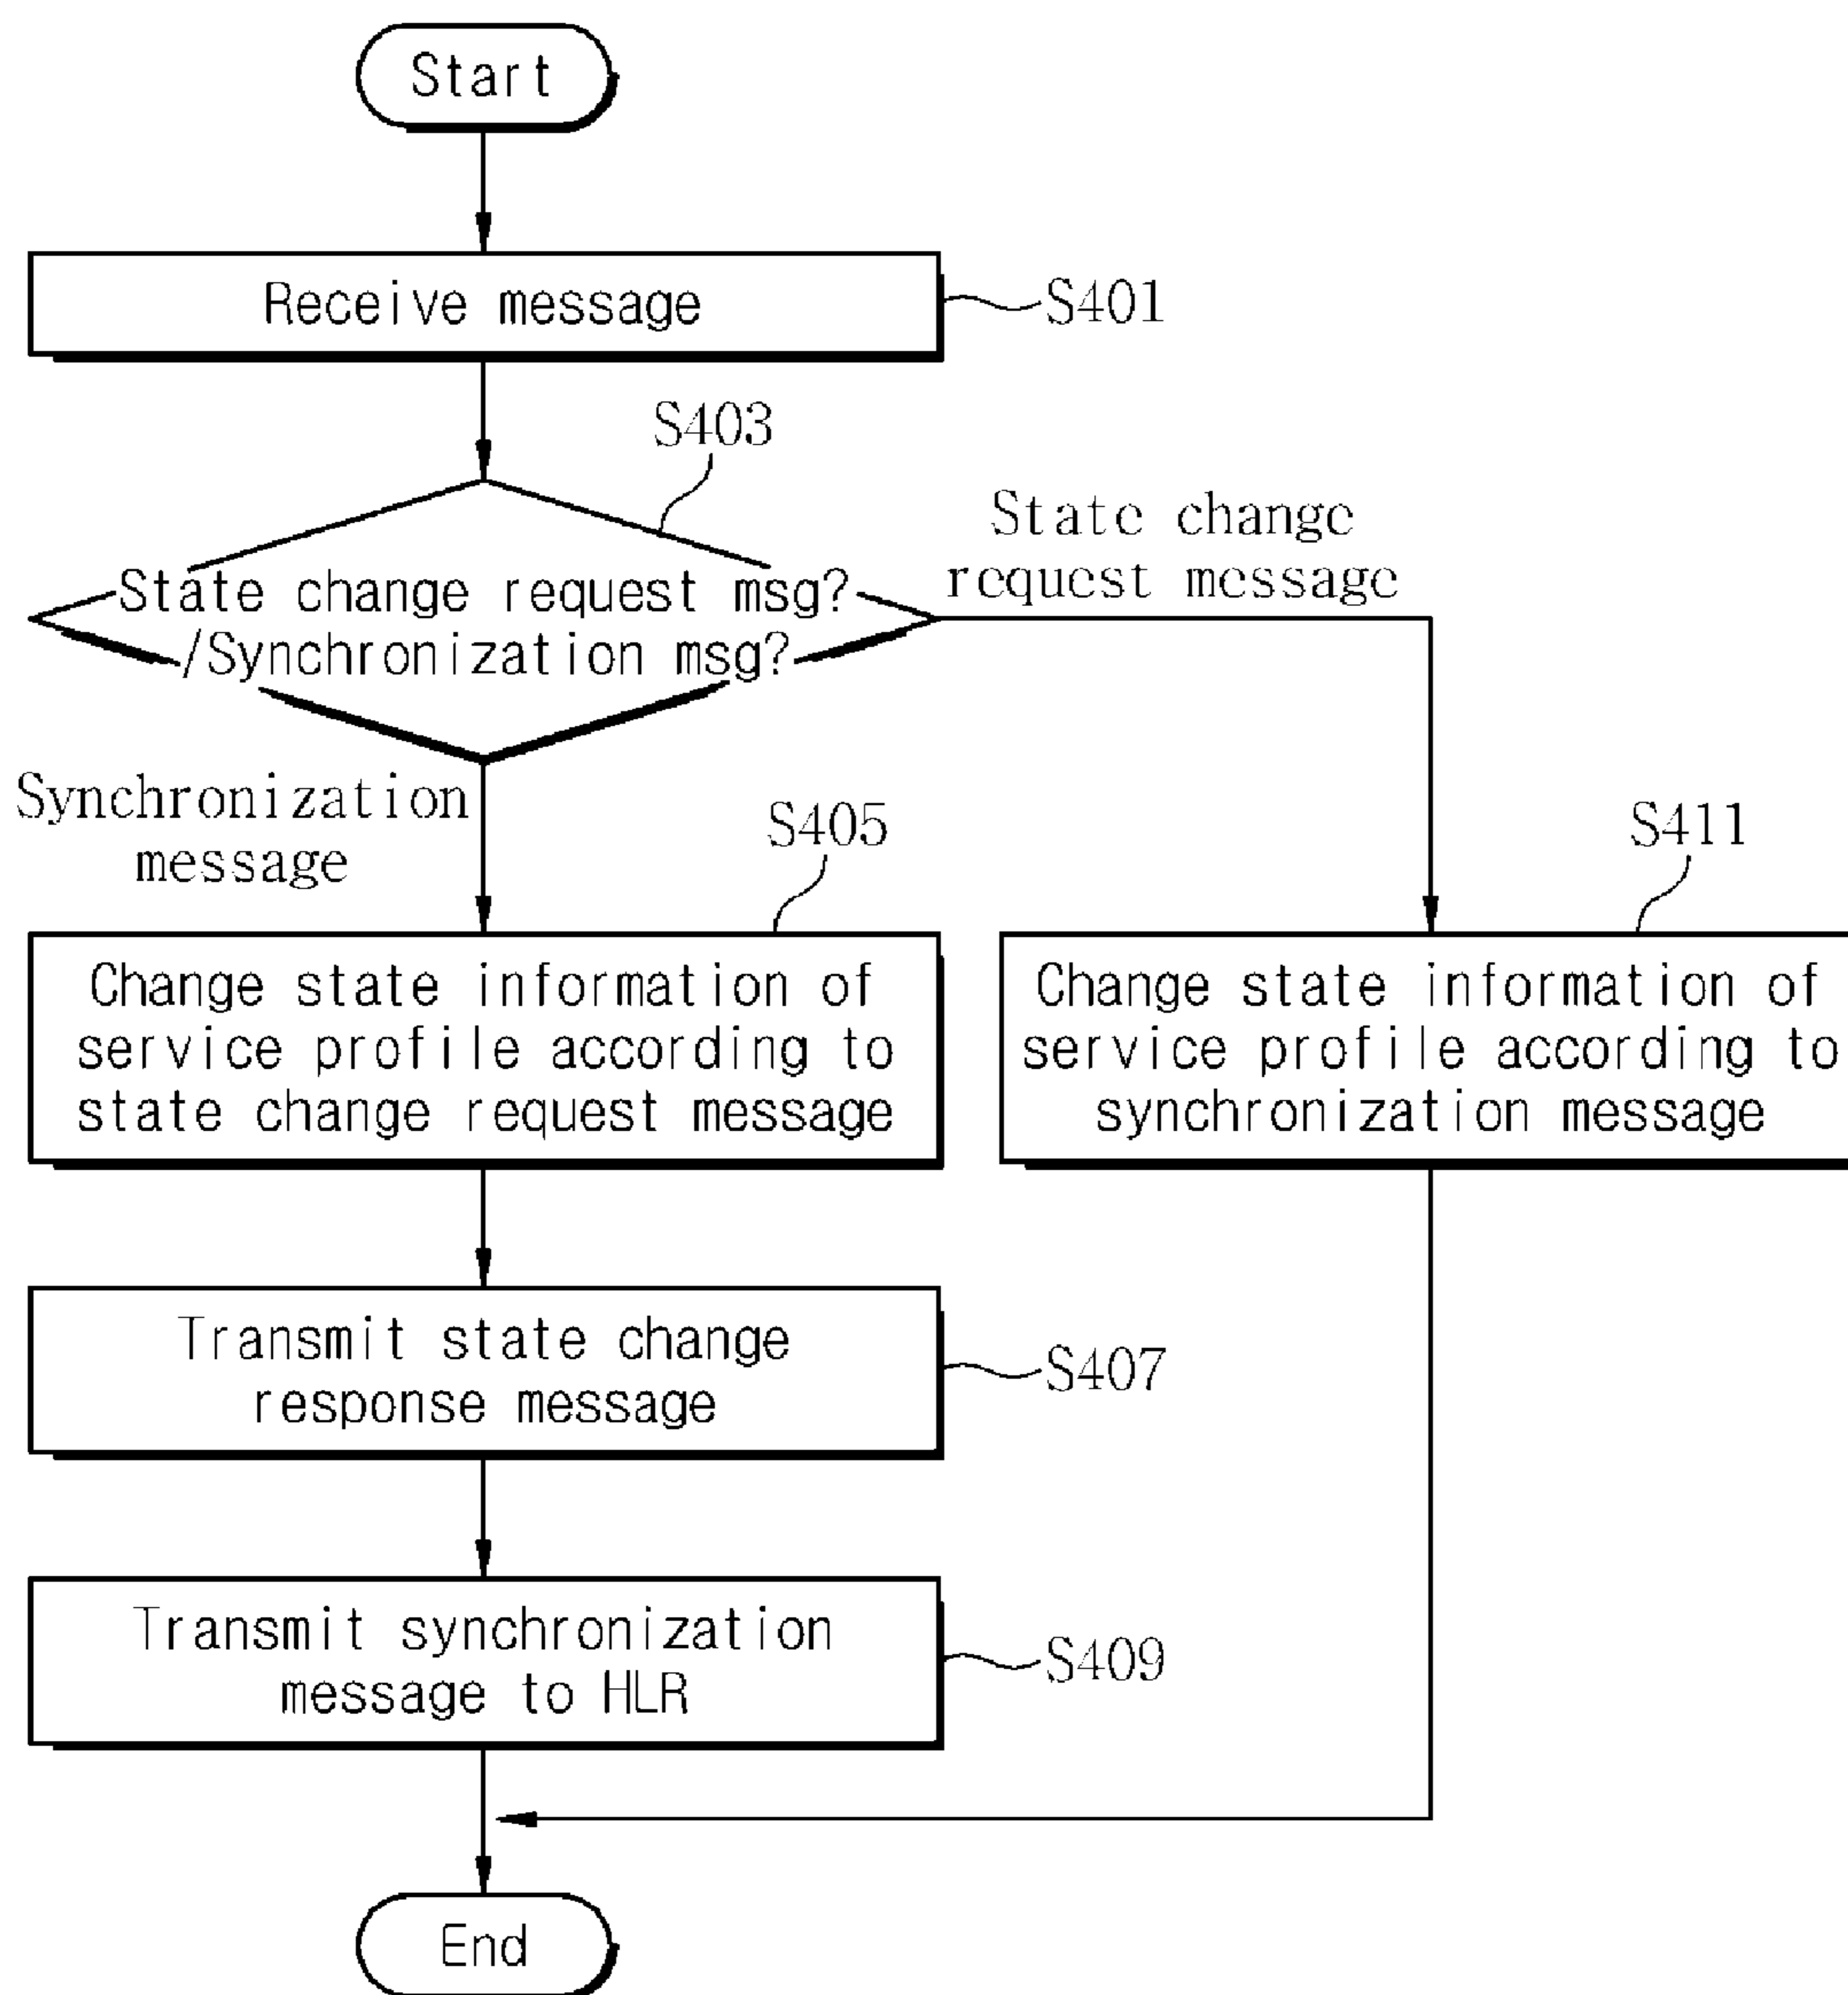 Start
Receive message
S401
S403
State change
request message
State change request msg?
/Synchronization msg?
Synchronization
message
S405
S411
Change state information of
service profile according to
state change request message
Change state information of
service profile according to
synchronization message
Transmit state change
response message
S407
Transmit synchronization
message to HLR
S409
End